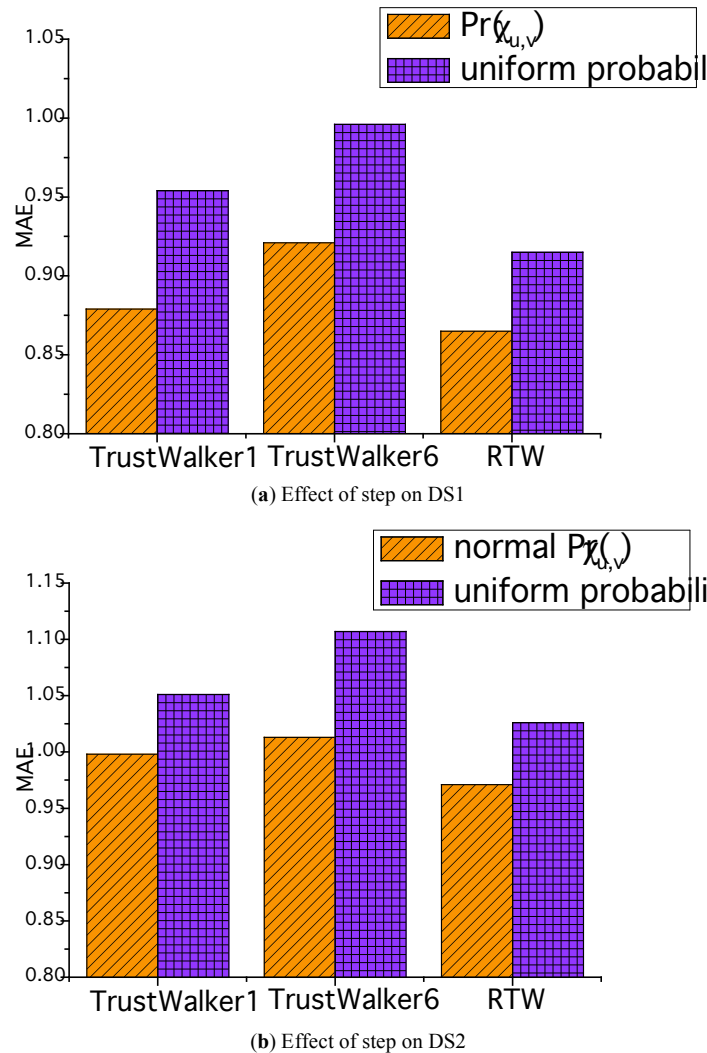 1.05
Pr(χu,v)
uniform probabil
1.00
0.95
MAE
0.90
0.85
0.80
TrustWalker1 TrustWalker6 RTW
(a) Effect of step on DS1
normal Pr(χu,v)
uniform probabili
1.15
1.10
1.05
1.00
MAE
0.95
0.90
0.85
0.80
TrustWalker1 TrustWalker6 RTW
(b) Effect of step on DS2